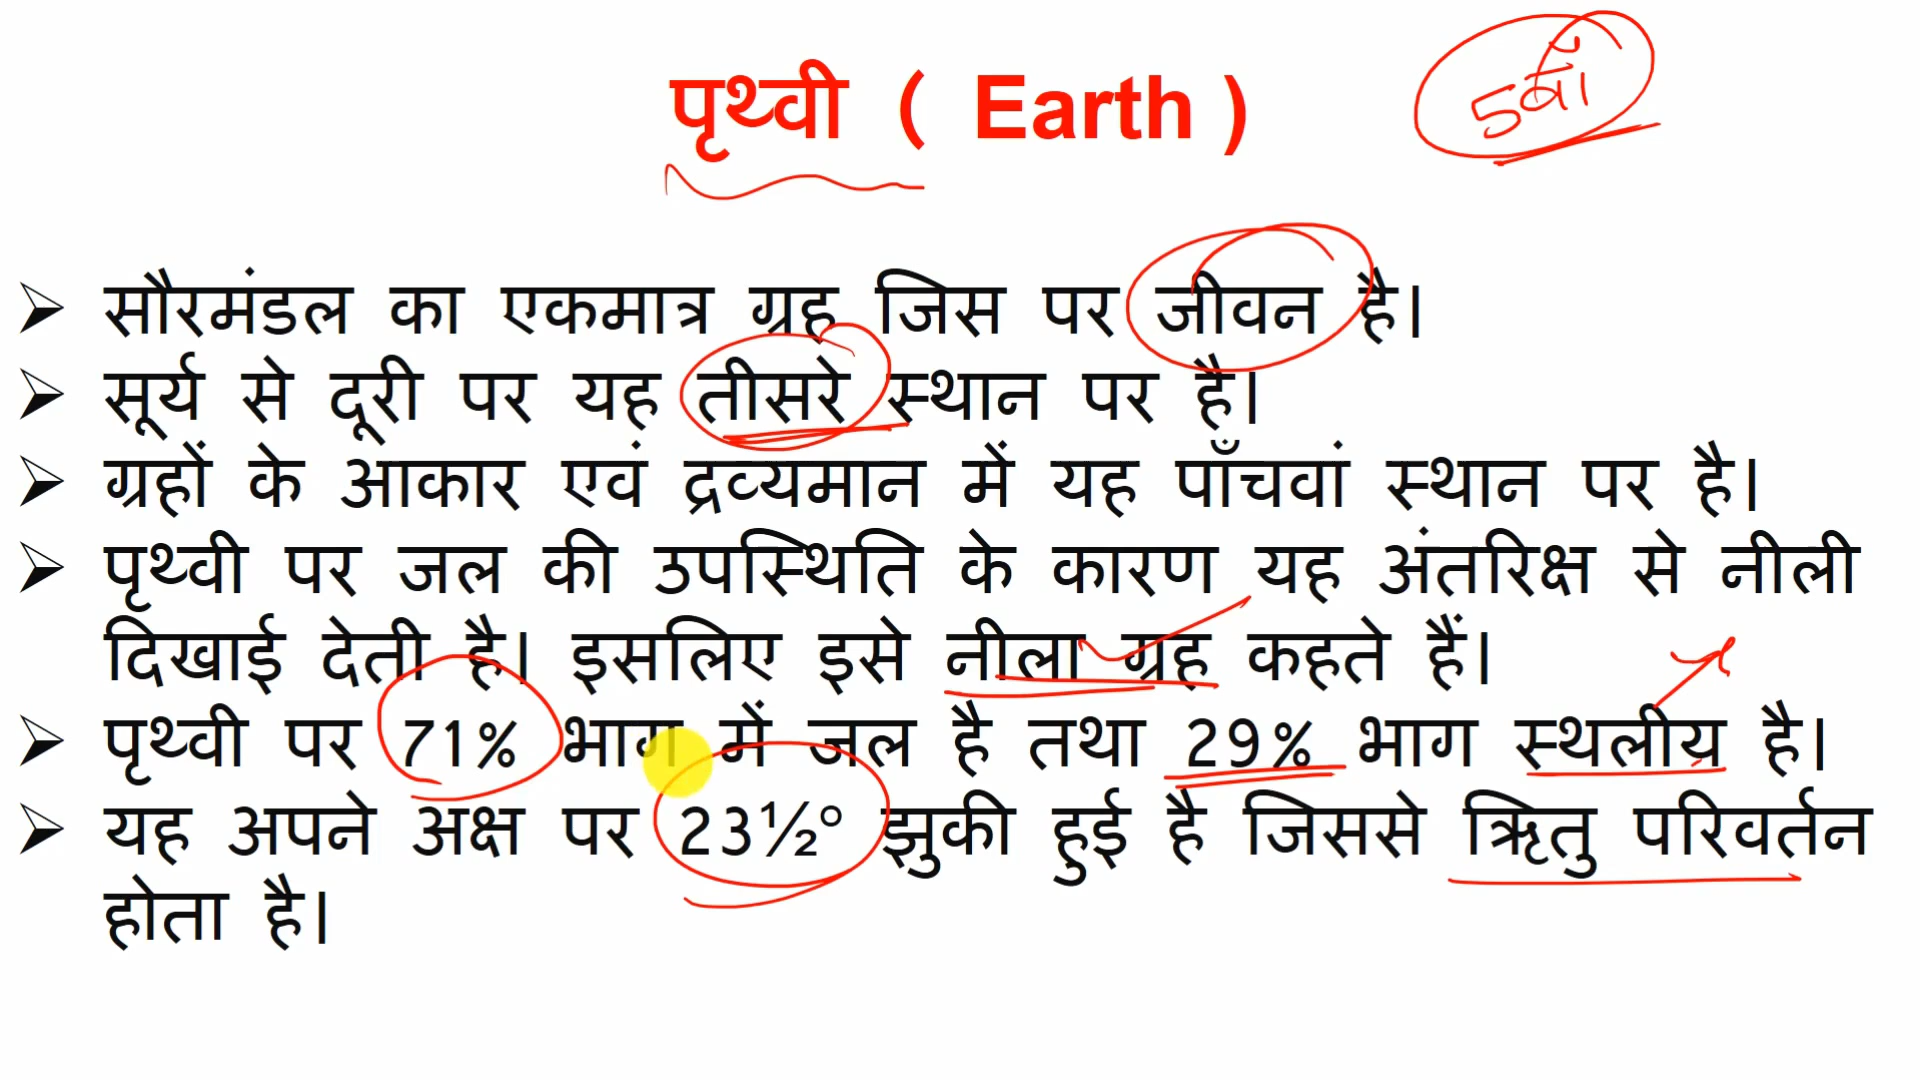 पृथ्वी ( Earth )
5वाँ
➢ सौरमंडल का एकमात्र ग्रह जिस पर जीवन है।
➢ सूर्य से दूरी पर यह तीसरे स्थान पर है।
➢ ग्रहों के आकार एवं द्रव्यमान में यह पाँचवां स्थान पर है।
➢ पृथ्वी पर जल की उपस्थिति के कारण यह अंतरिक्ष से नीली
दिखाई देती है। इसलिए इसे नीला ग्रह कहते हैं।
➢ पृथ्वी पर 71% भाग में जल है तथा 29% भाग स्थलीय है।
➢ यह अपने अक्ष पर 23½° झुकी हुई है जिससे ऋितु परिवर्तन
होता है।